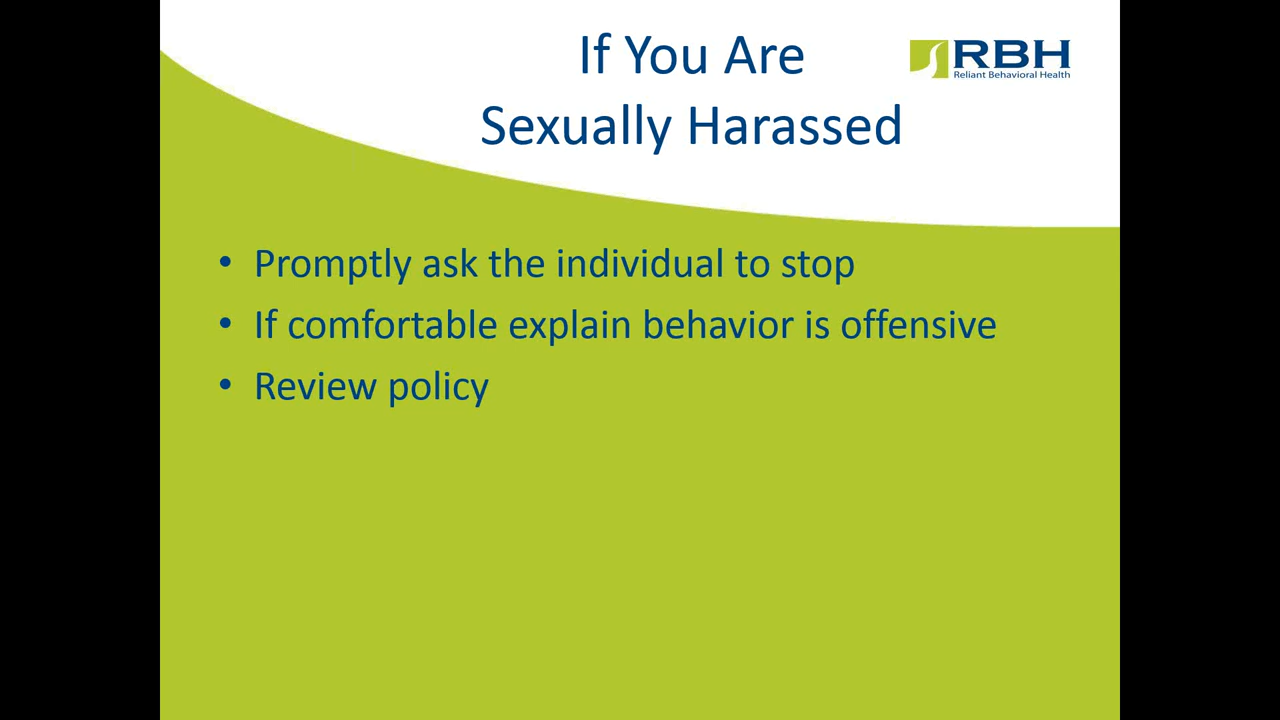 If You Are
Sexually Harassed
RBH
Reliant Behavioral Health
• Promptly ask the individual to stop
• If comfortable explain behavior is offensive
• Review policy